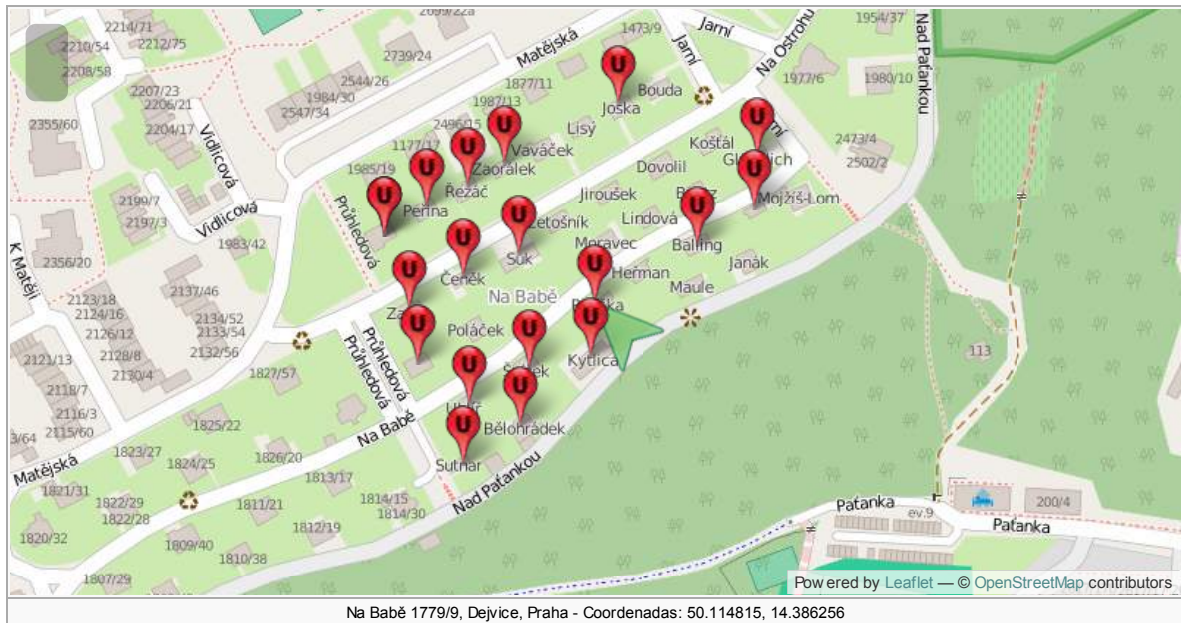 2214/71
2699/22a
1473/9
Jarní
1954/37
2210/54
2212/75
Matějská
Jarní
Na Ostrohu
Nad Paťankou
2208/58
2739/24
1977/6
1980/10
2207/23
2544/26
1877/11
Bouda
2206/21
1984/30
1987/13
Joška
2547/34
2355/60
2204/17
2496/15
Lisý
Vidlicová
1177/17
Vaváček
Košťál
2473/4
1985/19
Zaorálek
Dovolil
2502/2
Řezáč
Jiroušek
Mojžíš-Lom
2199/7
Peřina
Průhledová
Letošník
Lindová
2197/3
Vidlicová
Moravec
Balling
K Matěji
1983/42
Suk
2356/20
Čeněk
Heřman
Janák
2137/46
Maule
2123/18
Na Babě
2124/16
2134/52
2126/12
2133/54
Poláček
2121/13
2128/8
2132/56
Průhledová
Průhledová
113
2130/4
1827/57
Kytlica
2118/7
2116/3
1825/22
Na Babě
2115/60
Bělohrádek
1823/27
1826/20
Sutnar
Matějská
1824/25
1813/17
1821/31
Nad Paťankou
1822/29
1811/21
1814/15
1822/28
1814/30
Paťanka
200/4
1812/19
ev.9
Paťanka
1820/32
1809/40
1810/38
1807/29
Powered by Leaflet — © OpenStreetMap contributors
Na Babě 1779/9, Dejvice, Praha - Coordenadas: 50.114815, 14.386256